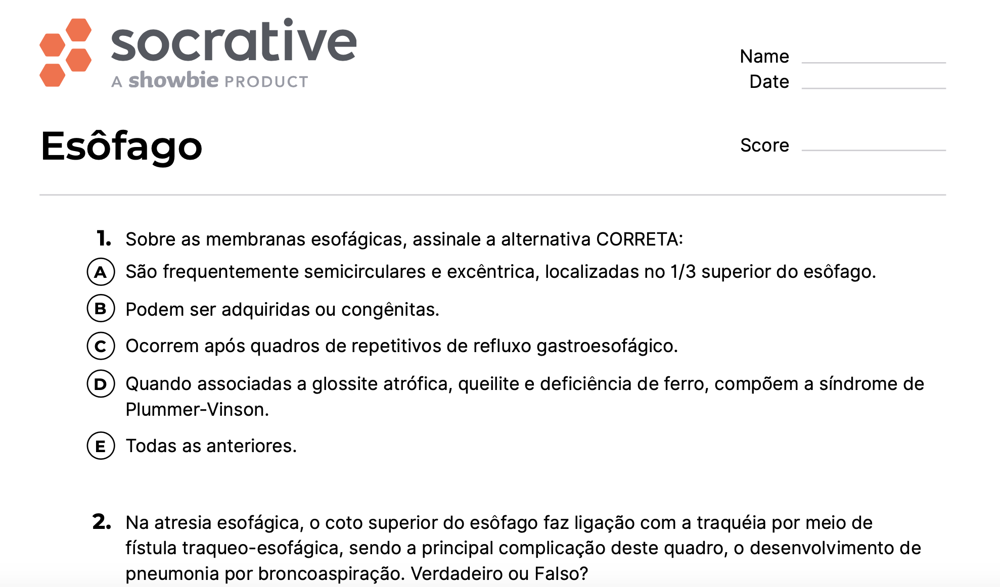 socrative
A showbie PRODUCT
Name
Date
Esôfago
Score
1. Sobre as membranas esofágicas, assinale a alternativa CORRETA:
A São frequentemente semicirculares e excêntrica, localizadas no 1/3 superior do esôfago.
B Podem ser adquiridas ou congênitas.
C Ocorrem após quadros de repetitivos de refluxo gastroesofágico.
D Quando associadas a glossite atrófica, queilite e deficiência de ferro, compõem a síndrome de
Plummer-Vinson.
E Todas as anteriores.
2. Na atresia esofágica, o coto superior do esôfago faz ligação com a traquéia por meio de
fístula traqueo-esofágica, sendo a principal complicação deste quadro, o desenvolvimento de
pneumonia por broncoaspiração. Verdadeiro ou Falso?